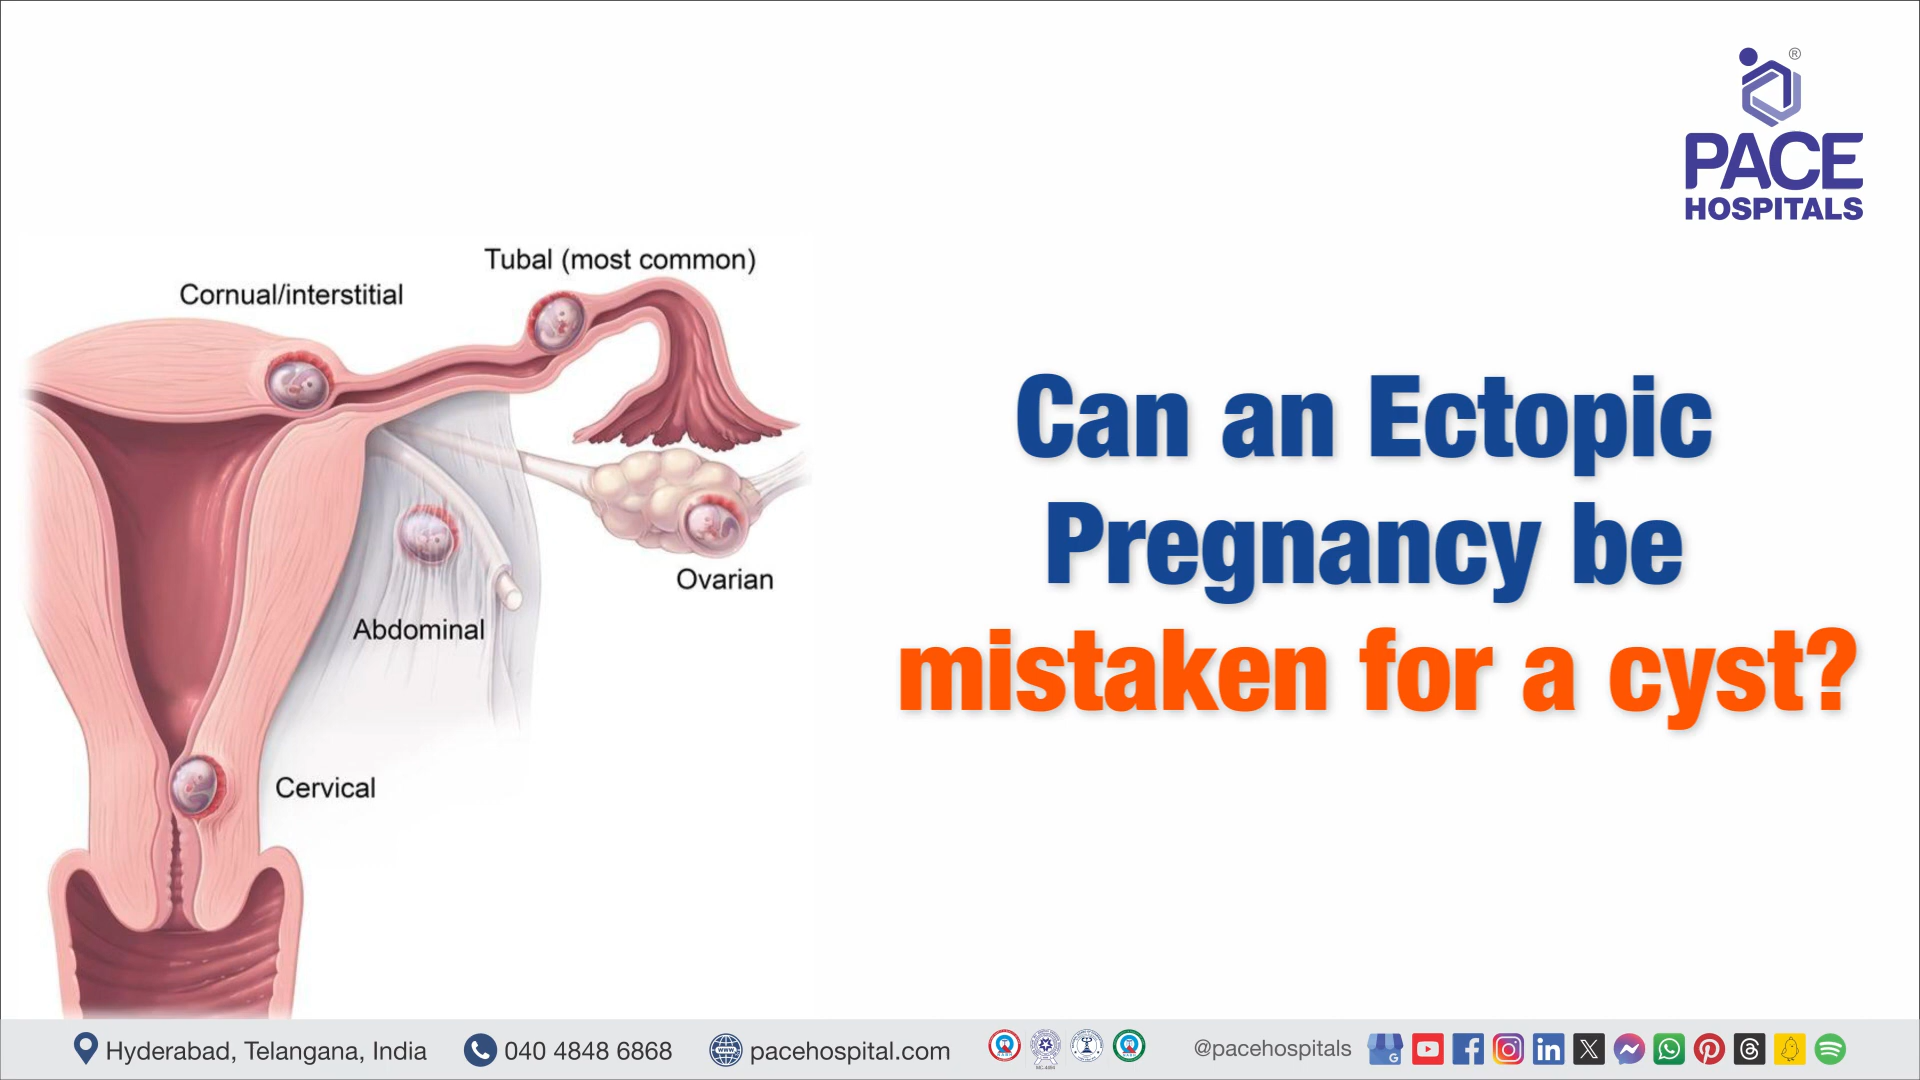 ®
PACE
HOSPITALS
Tubal (most common)
Cornual/interstitial
Ovarian
Abdominal
Cervical
Can an Ectopic
Pregnancy be
mistaken for a cyst?
Hyderabad, Telangana, India 040 4848 6868 pacehospital.com @pacehospitals